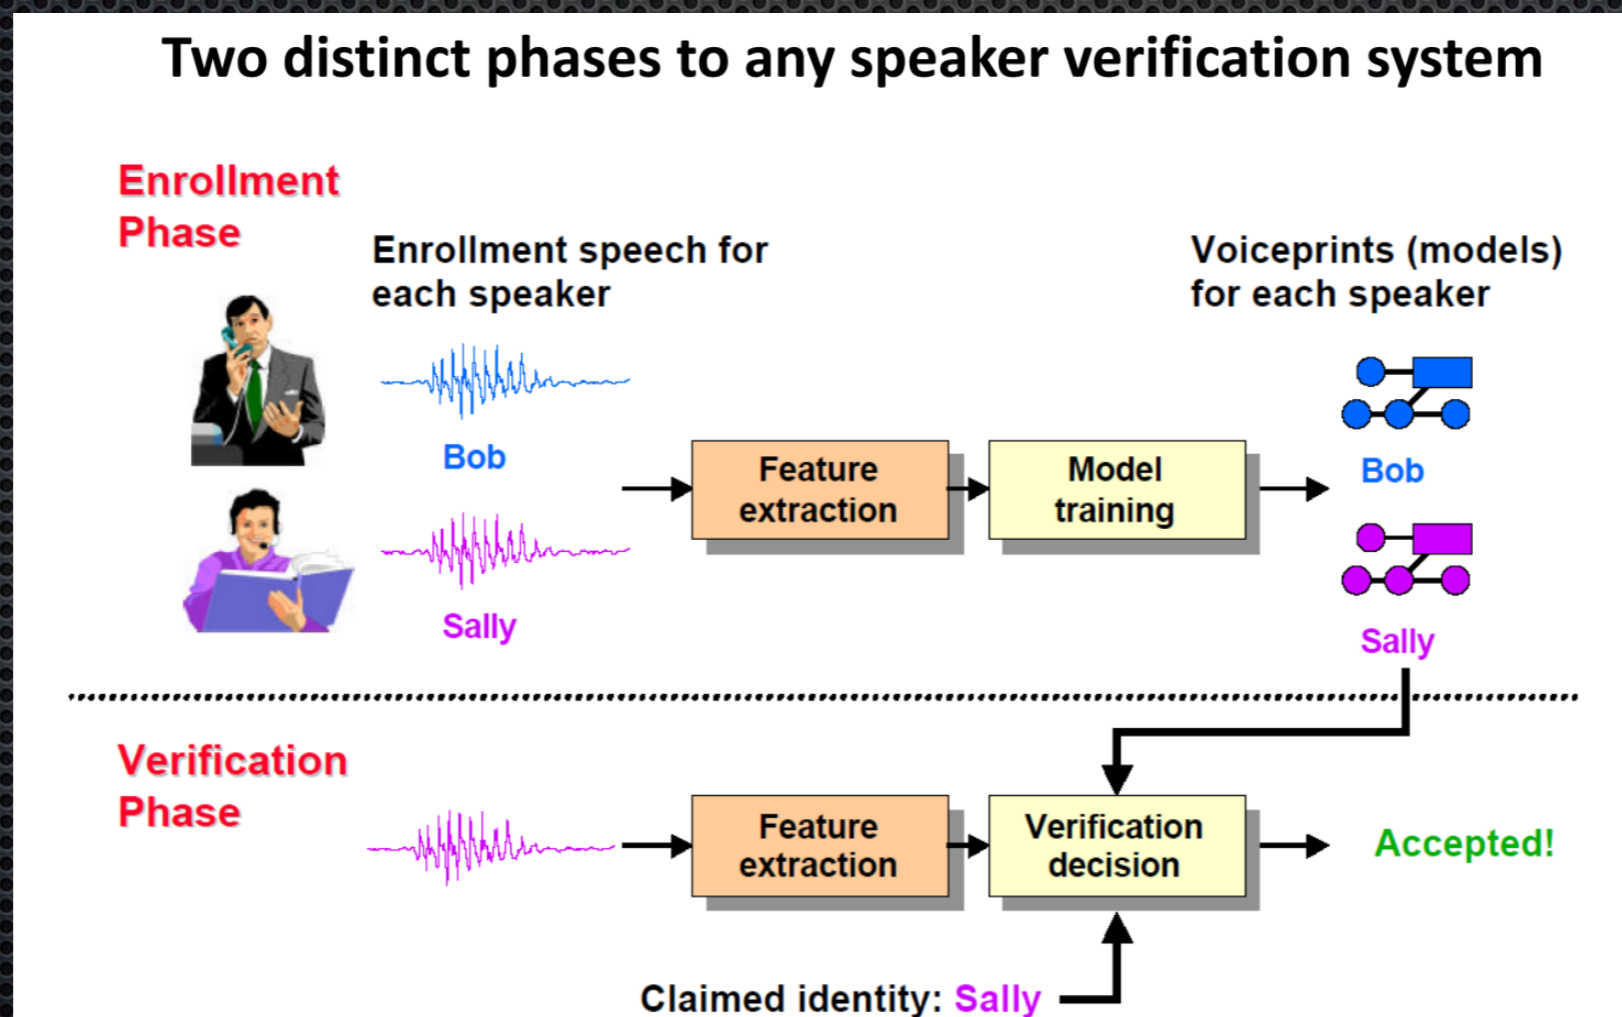 Two distinct phases to any speaker verification system
Enrollment
Phase
Enrollment speech for
each speaker
Voiceprints (models)
for each speaker
Bob
Feature
extraction
Model
training
Bob
Sally
Sally
Verification
Phase
Feature
extraction
Verification
decision
Accepted!
Claimed identity: Sally